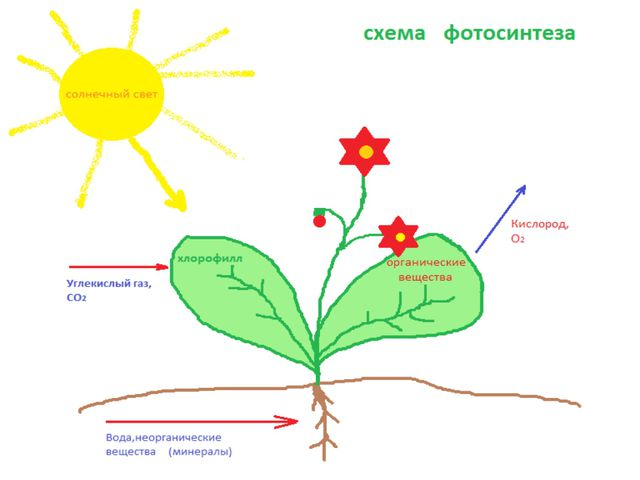 схема фотосинтеза
солнечный свет
Кислород,
O2
хлорофилл
органические
вещества
Углекислый газ,
CO2
Вода,неорганические
вещества (минералы)